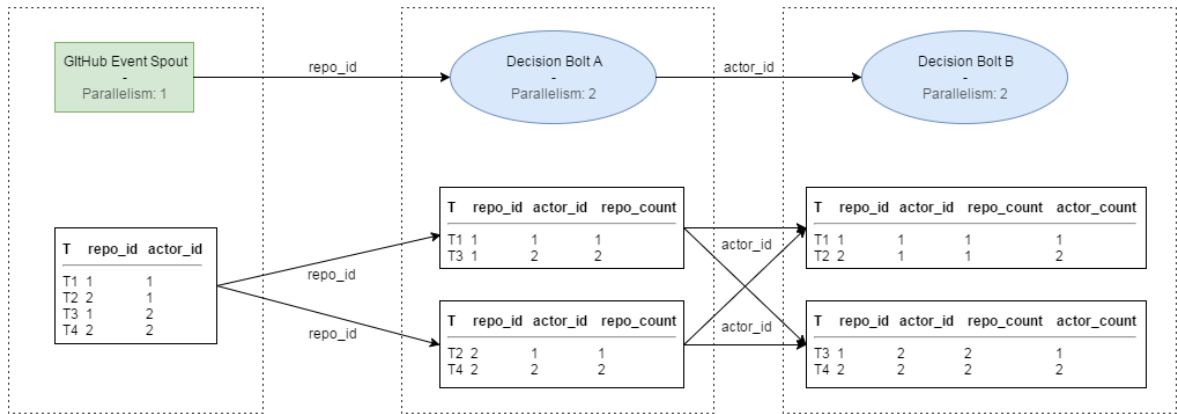 GItHub Event Spout
-
Parallelism: 1
repo_id
Decision Bolt A
-
Parallelism: 2
actor_id
Decision Bolt B
-
Parallelism: 2
T repo_id actor_id
T1 1 1
T2 2 1
T3 1 2
T4 2 2
repo_id
repo_id
T repo_id actor_id repo_count
T1 1 1 1
T3 1 2 2
T repo_id actor_id repo_count
T2 2 1 1
T4 2 2 2
actor_id
actor_id
T repo_id actor_id repo_count actor_count
T1 1 1 1 1
T2 2 1 1 2
T repo_id actor_id repo_count actor_count
T3 1 2 2 1
T4 2 2 2 2